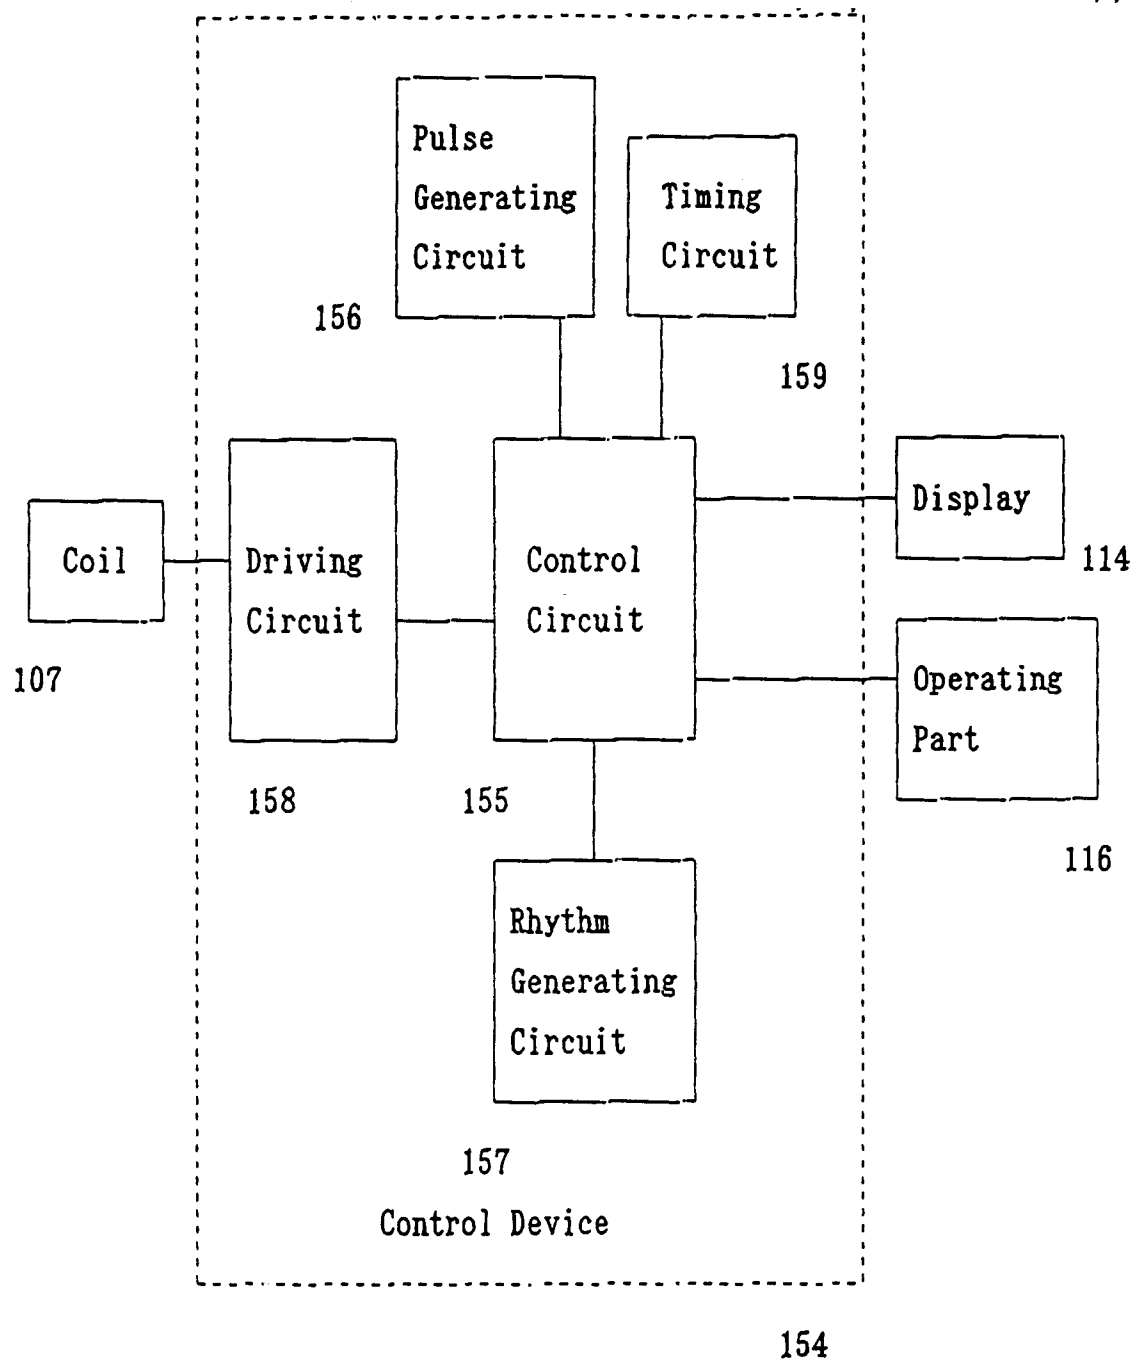 Pulse
Generating
Circuit
156
Timing
Circuit
159
Coil
107
Driving
Circuit
158
Control
Circuit
155
Display
114
Operating
Part
116
Rhythm
Generating
Circuit
157
Control Device
154